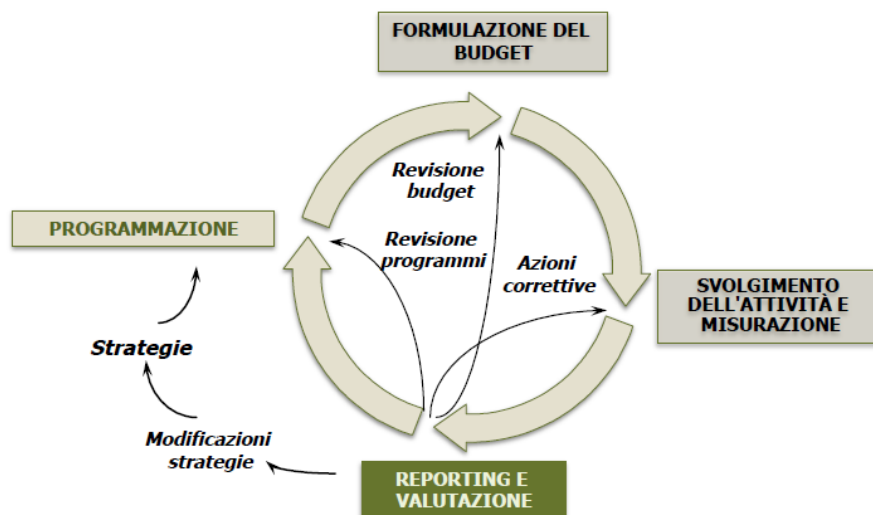 FORMULAZIONE DEL
BUDGET
Revisione
budget
PROGRAMMAZIONE
Revisione
programmi
Azioni
correttive
SVOLGIMENTO
DELL'ATTIVITÀ E
MISURAZIONE
Strategie
Modificazioni
strategie
REPORTING E
VALUTAZIONE